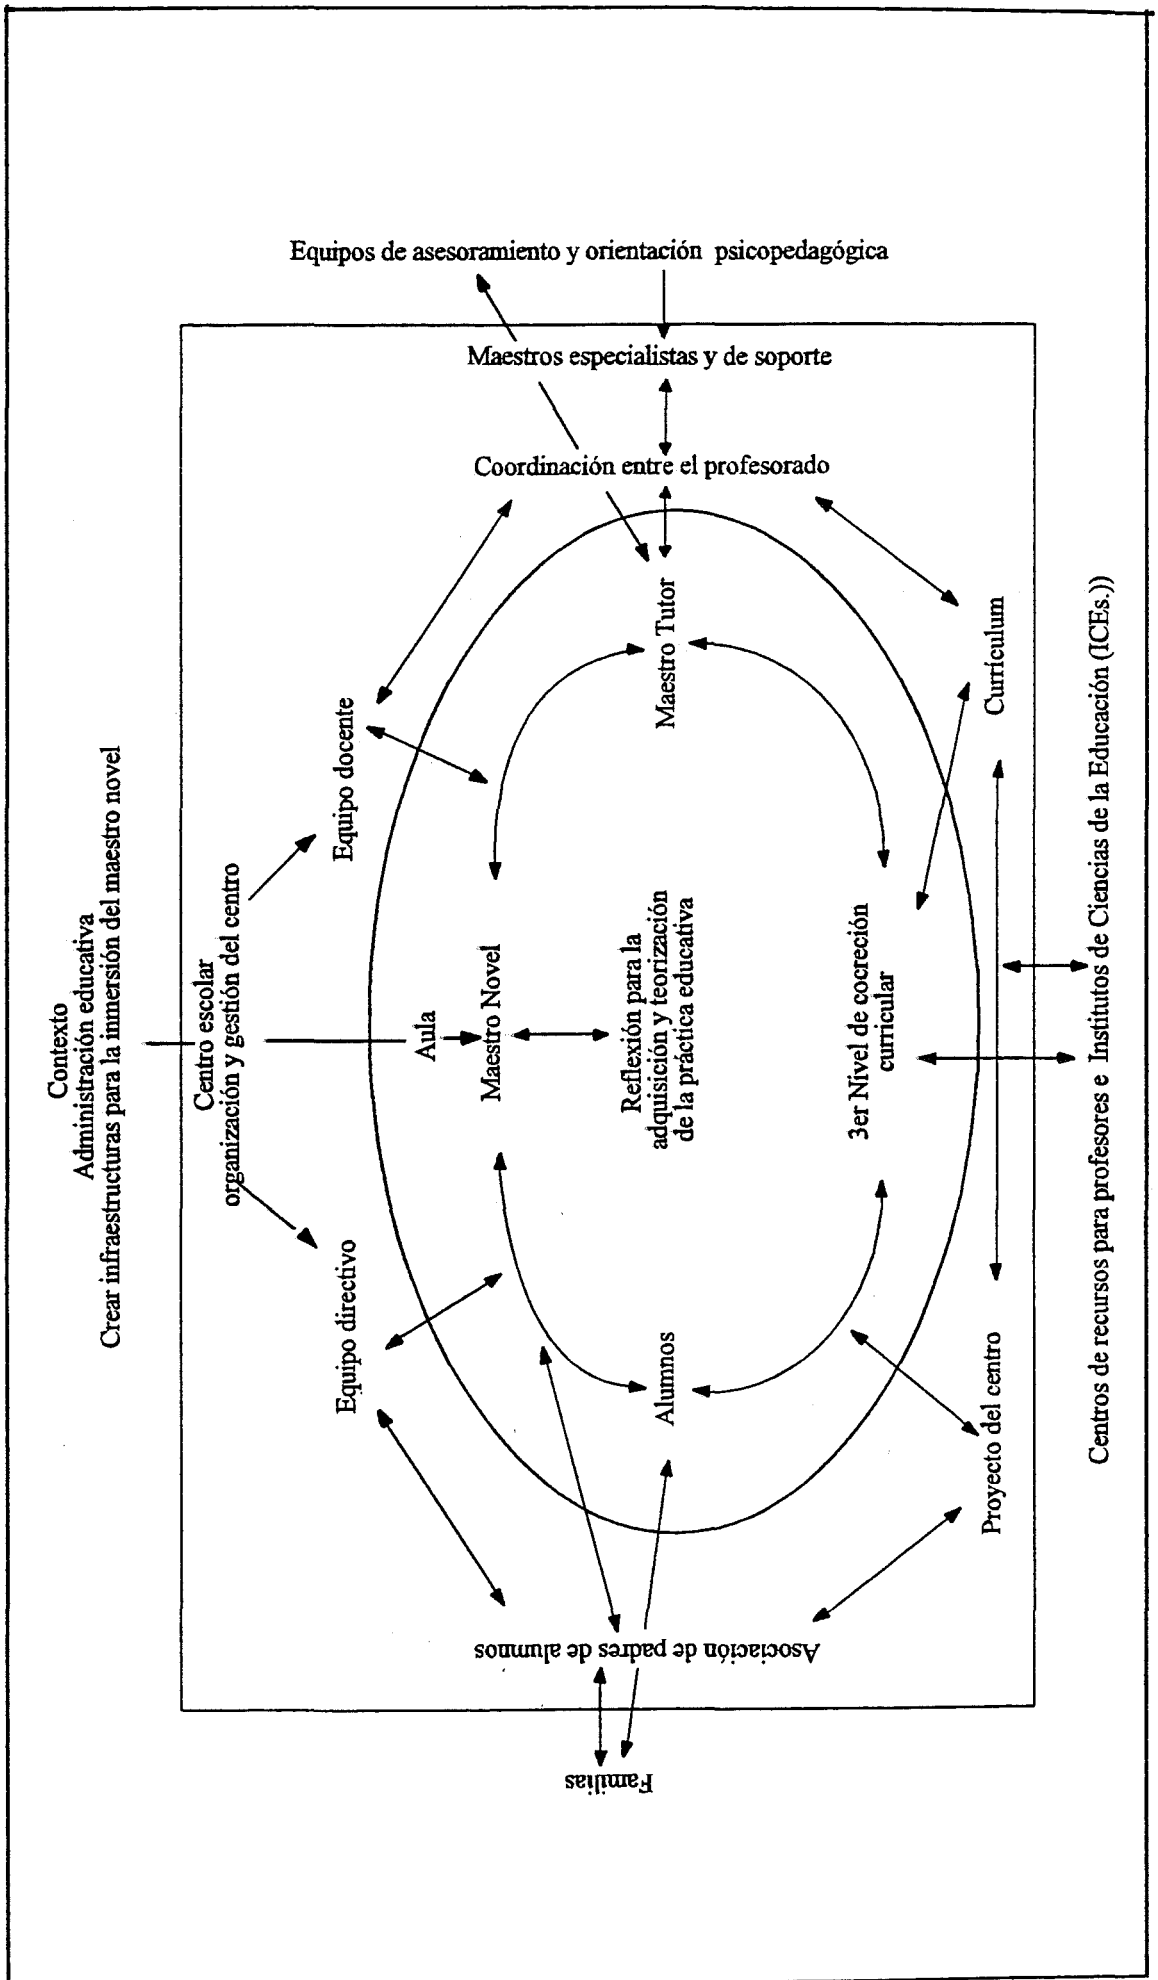 Contexto
Administración educativa
Crear infraestructuras para la inmersión del maestro novel
Centro escolar
organización y gestión del centro
Equipo directivo
Equipo docente
Aula
Maestro Novel
Reflexión para la
adquisición y teorización
de la práctica educativa
Familias
Asociación de padres de alumnos
Alumnos
Maestro Tutor
Coordinación entre el profesorado
Maestros especialistas y de soporte
Equipos de asesoramiento y orientación psicopedagógica
3er Nivel de cocreción
curricular
Proyecto del centro
Currículum
Centros de recursos para profesores e Institutos de Ciencias de la Educación (ICEs.))